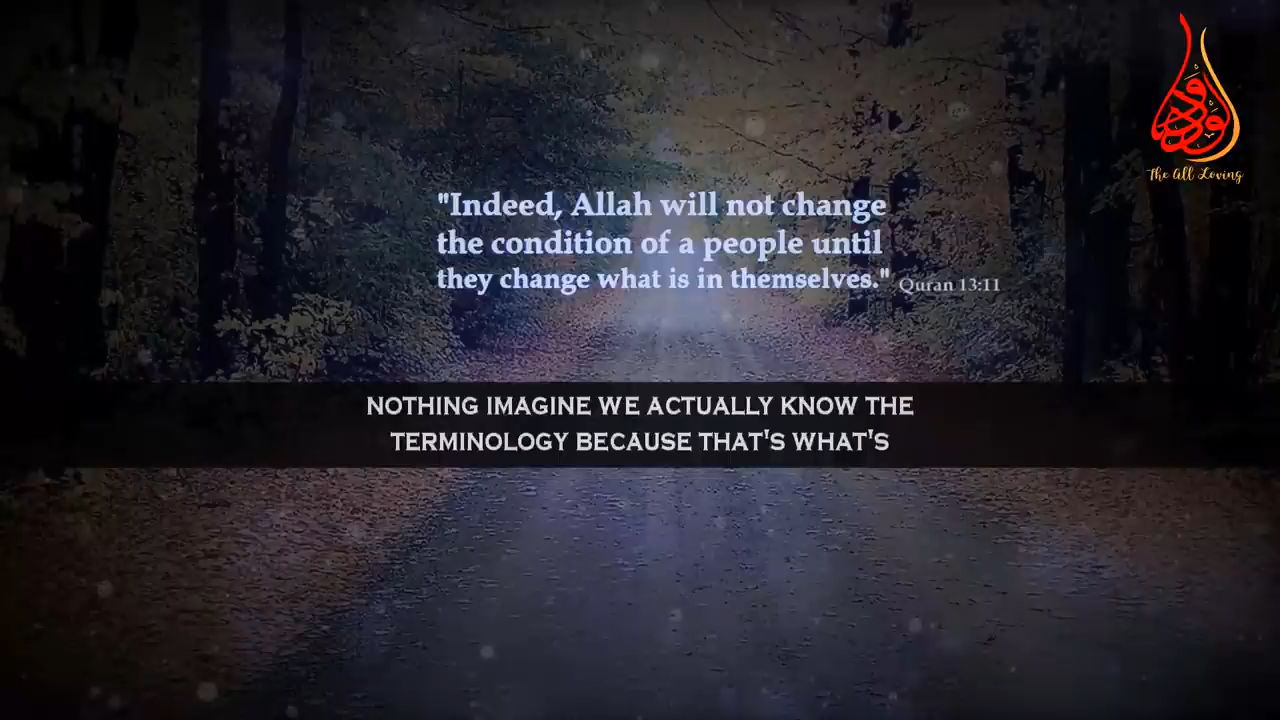 الودود
The All Loving
"Indeed, Allah will not change
the condition of a people until
they change what is in themselves." Quran 13:11
NOTHING IMAGINE WE ACTUALLY KNOW THE
TERMINOLOGY BECAUSE THAT'S WHAT'S